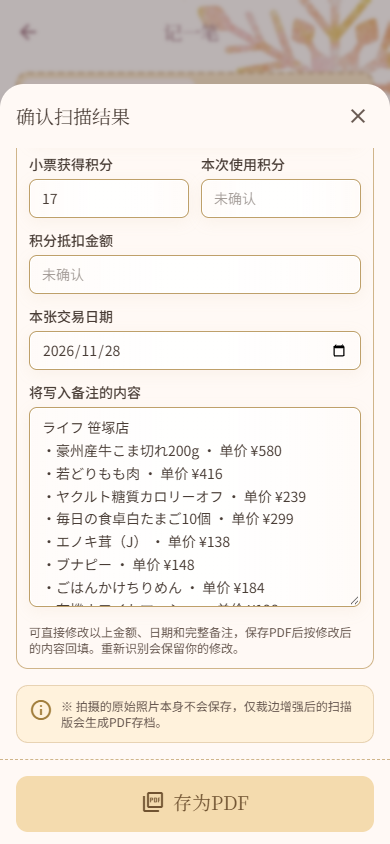 记一笔
确认扫描结果
小票获得积分
本次使用积分
17
未确认
积分抵扣金额
未确认
本张交易日期
2026/11/28
将写入备注的内容
ライフ 笹塚店
・豪州産牛こま切れ200g ・ 单价 ¥580
・若どりもも肉 ・ 单价 ¥416
・ヤクルト糖質カロリーオフ ・ 单价 ¥239
・毎日の食卓白たまご10個 ・ 单价 ¥299
・エノキ茸（J） ・ 单价 ¥138
・ブナピー ・ 单价 ¥148
・ごはんかけちりめん ・ 单价 ¥184
可直接修改以上金额、日期和完整备注，保存PDF后按修改后
的内容回填。重新识别会保留你的修改。
※ 拍摄的原始照片本身不会保存，仅裁边增强后的扫描
版会生成PDF存档。
PDF
存为PDF